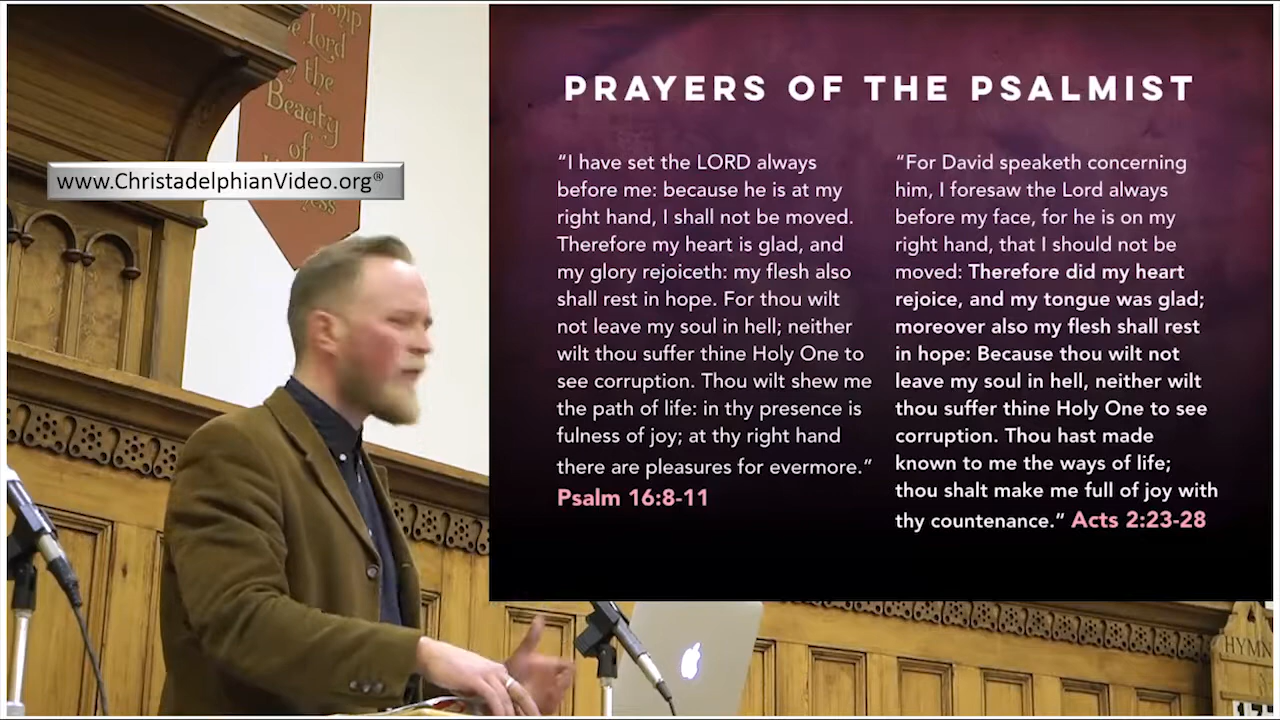 the Lord
the
Beauty
of
www.ChristadelphianVideo.org®
PRAYERS OF THE PSALMIST
“I have set the LORD always
before me: because he is at my
right hand, I shall not be moved.
Therefore my heart is glad, and
my glory rejoiceth: my flesh also
shall rest in hope. For thou wilt
not leave my soul in hell; neither
wilt thou suffer thine Holy One to
see corruption. Thou wilt shew me
the path of life: in thy presence is
fulness of joy; at thy right hand
there are pleasures for evermore.”
Psalm 16:8-11
“For David speaketh concerning
him, I foresaw the Lord always
before my face, for he is on my
right hand, that I should not be
moved: Therefore did my heart
rejoice, and my tongue was glad;
moreover also my flesh shall rest
in hope: Because thou wilt not
leave my soul in hell, neither wilt
thou suffer thine Holy One to see
corruption. Thou hast made
known to me the ways of life;
thou shalt make me full of joy with
thy countenance.” Acts 2:23-28
HYMN